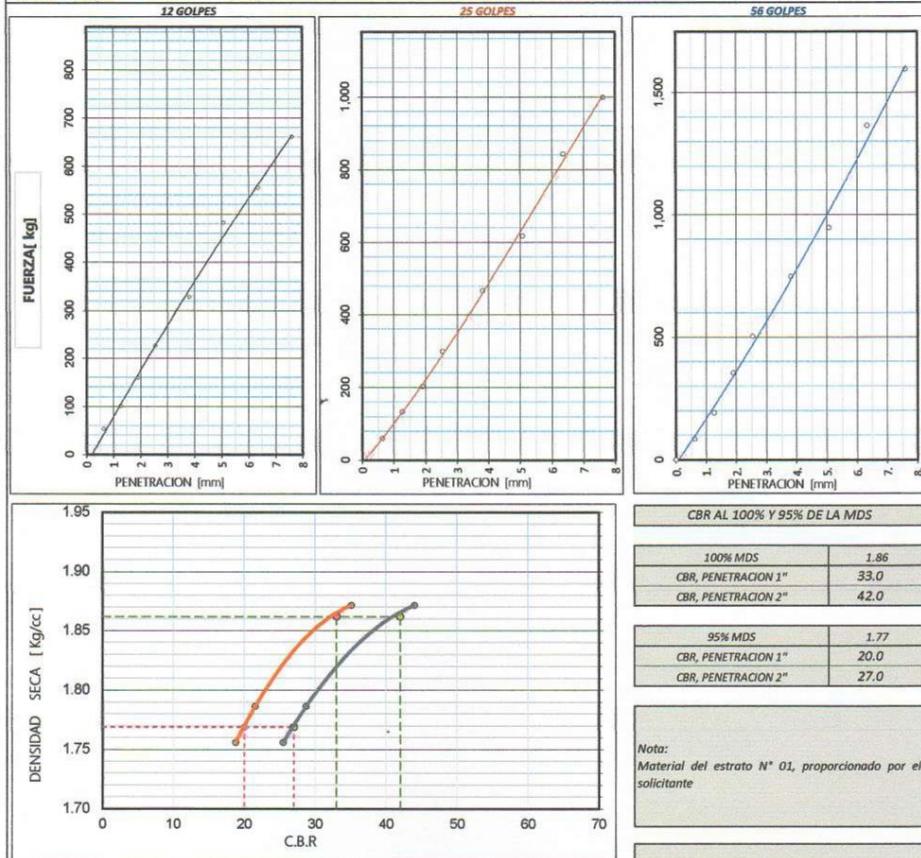 12 GOLPES
25 GOLPES
56 GOLPES
FUERZA[ kg]
800
700
600
500
400
300
200
100
0
0 1 2 3 4 5 6 7 8
PENETRACION [mm]
1,000
800
600
400
200
0
0 1 2 3 4 5 6 7 8
PENETRACION [mm]
1,500
1,000
500
0
0. 1. 2. 3. 4. 5. 6. 7. 8.
PENETRACION [mm]
DENSIDAD SECA [Kg/cc]
1.95
1.90
1.85
1.80
1.75
1.70
0 10 20 30 40 50 60 70
C.B.R
CBR AL 100% Y 95% DE LA MDS
100% MDS 1.86
CBR, PENETRACION 1" 33.0
CBR, PENETRACION 2" 42.0
95% MDS 1.77
CBR, PENETRACION 1" 20.0
CBR, PENETRACION 2" 27.0
Nota:
Material del estrato N° 01, proporcionado por el
solicitante